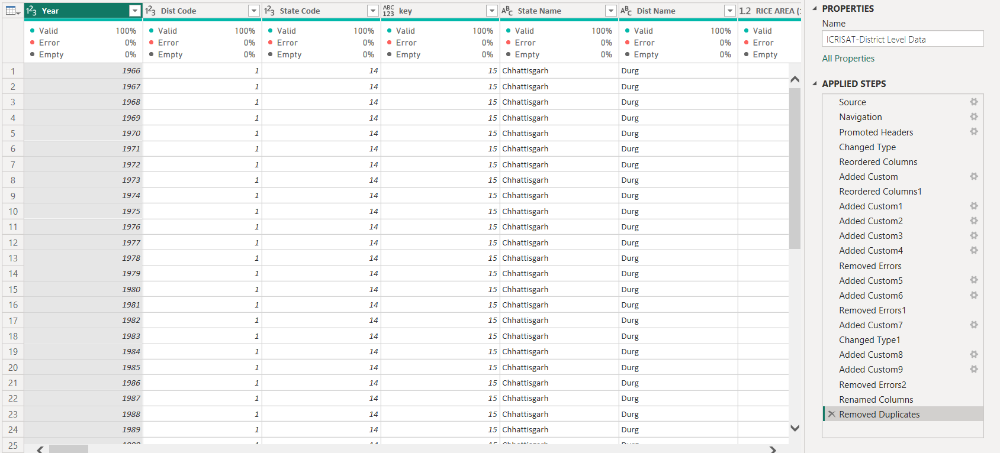 1²3 Year 1²3 Dist Code 1²3 State Code ABC 123 key ABC State Name ABC Dist Name 1.2 RICE AREA (1
Valid 100% Valid 100% Valid 100% Valid 100% Valid 100% Valid 100% Valid
Error 0% Error 0% Error 0% Error 0% Error 0% Error 0% Error
Empty 0% Empty 0% Empty 0% Empty 0% Empty 0% Empty 0% Empty
1 1966 1 14 15 Chhattisgarh Durg
2 1967 1 14 15 Chhattisgarh Durg
3 1968 1 14 15 Chhattisgarh Durg
4 1969 1 14 15 Chhattisgarh Durg
5 1970 1 14 15 Chhattisgarh Durg
6 1971 1 14 15 Chhattisgarh Durg
7 1972 1 14 15 Chhattisgarh Durg
8 1973 1 14 15 Chhattisgarh Durg
9 1974 1 14 15 Chhattisgarh Durg
10 1975 1 14 15 Chhattisgarh Durg
11 1976 1 14 15 Chhattisgarh Durg
12 1977 1 14 15 Chhattisgarh Durg
13 1978 1 14 15 Chhattisgarh Durg
14 1979 1 14 15 Chhattisgarh Durg
15 1980 1 14 15 Chhattisgarh Durg
16 1981 1 14 15 Chhattisgarh Durg
17 1982 1 14 15 Chhattisgarh Durg
18 1983 1 14 15 Chhattisgarh Durg
19 1984 1 14 15 Chhattisgarh Durg
20 1985 1 14 15 Chhattisgarh Durg
21 1986 1 14 15 Chhattisgarh Durg
22 1987 1 14 15 Chhattisgarh Durg
23 1988 1 14 15 Chhattisgarh Durg
24 1989 1 14 15 Chhattisgarh Durg
25
PROPERTIES
Name
ICRISAT-District Level Data
All Properties
APPLIED STEPS
Source
Navigation
Promoted Headers
Changed Type
Reordered Columns
Added Custom
Reordered Columns1
Added Custom1
Added Custom2
Added Custom3
Added Custom4
Removed Errors
Added Custom5
Added Custom6
Removed Errors1
Added Custom7
Changed Type1
Added Custom8
Added Custom9
Removed Errors2
Renamed Columns
Removed Duplicates